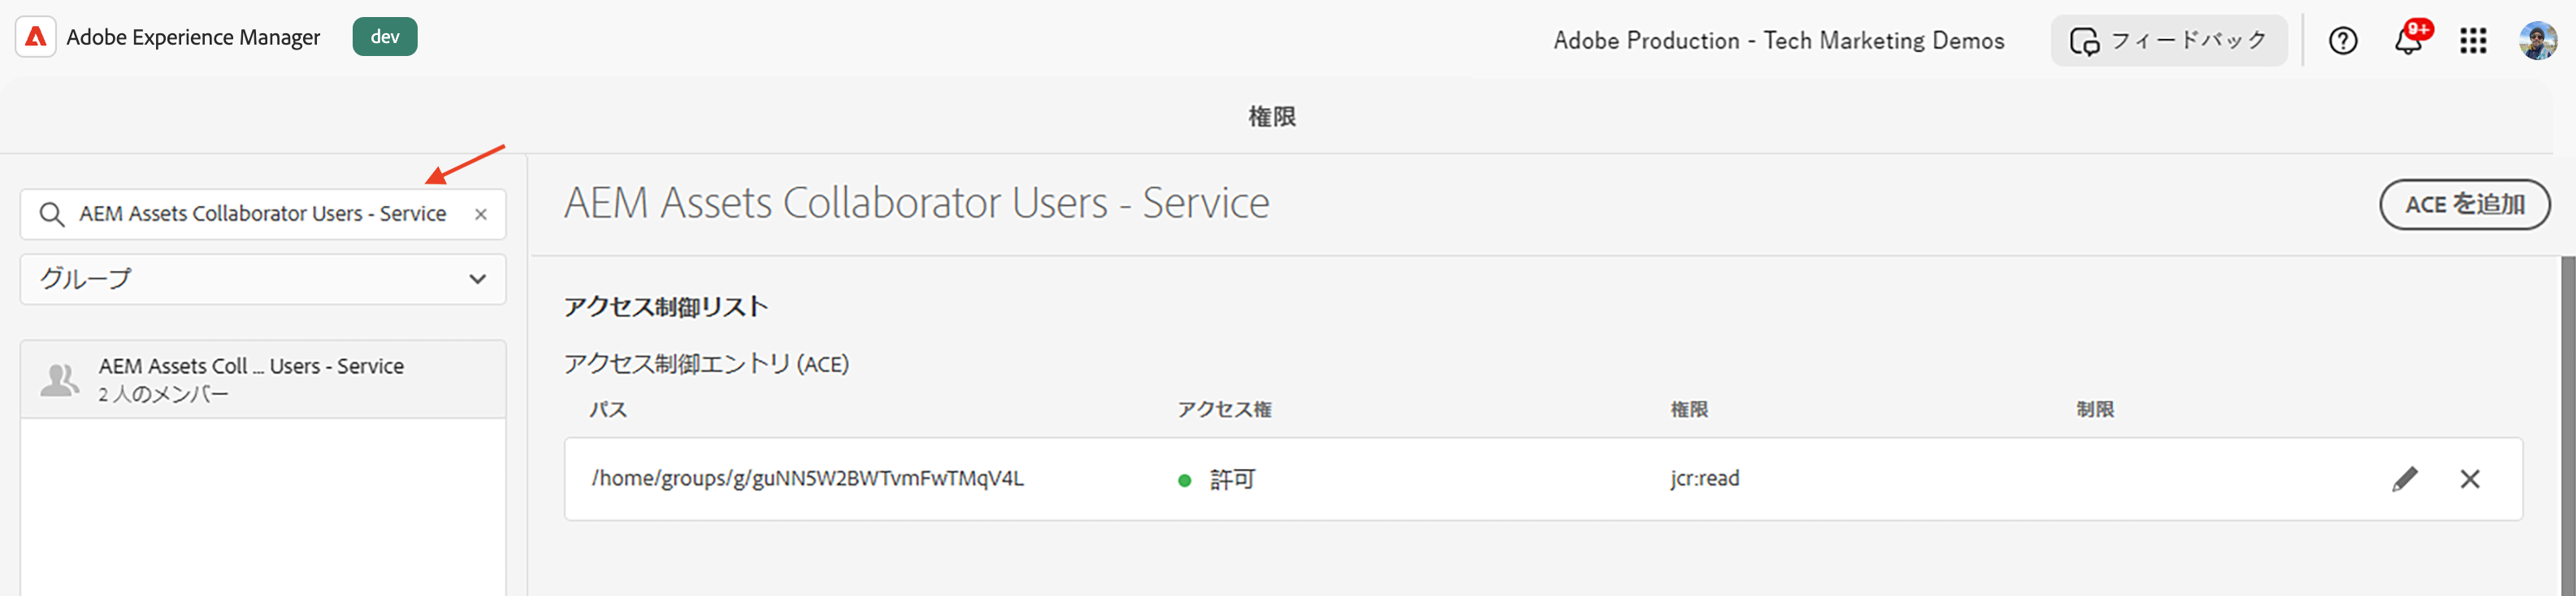 Adobe Experience Manager
dev
Adobe Production - Tech Marketing Demos
フィードバック
9+
権限
AEM Assets Collaborator Users - Service
グループ
AEM Assets Coll ... Users - Service
2 人のメンバー
AEM Assets Collaborator Users - Service
ACE を追加
アクセス制御リスト
アクセス制御エントリ (ACE)
パス アクセス権 権限 制限
/home/groups/g/guNN5W2BWTvmFwTMqV4L 許可 jcr:read